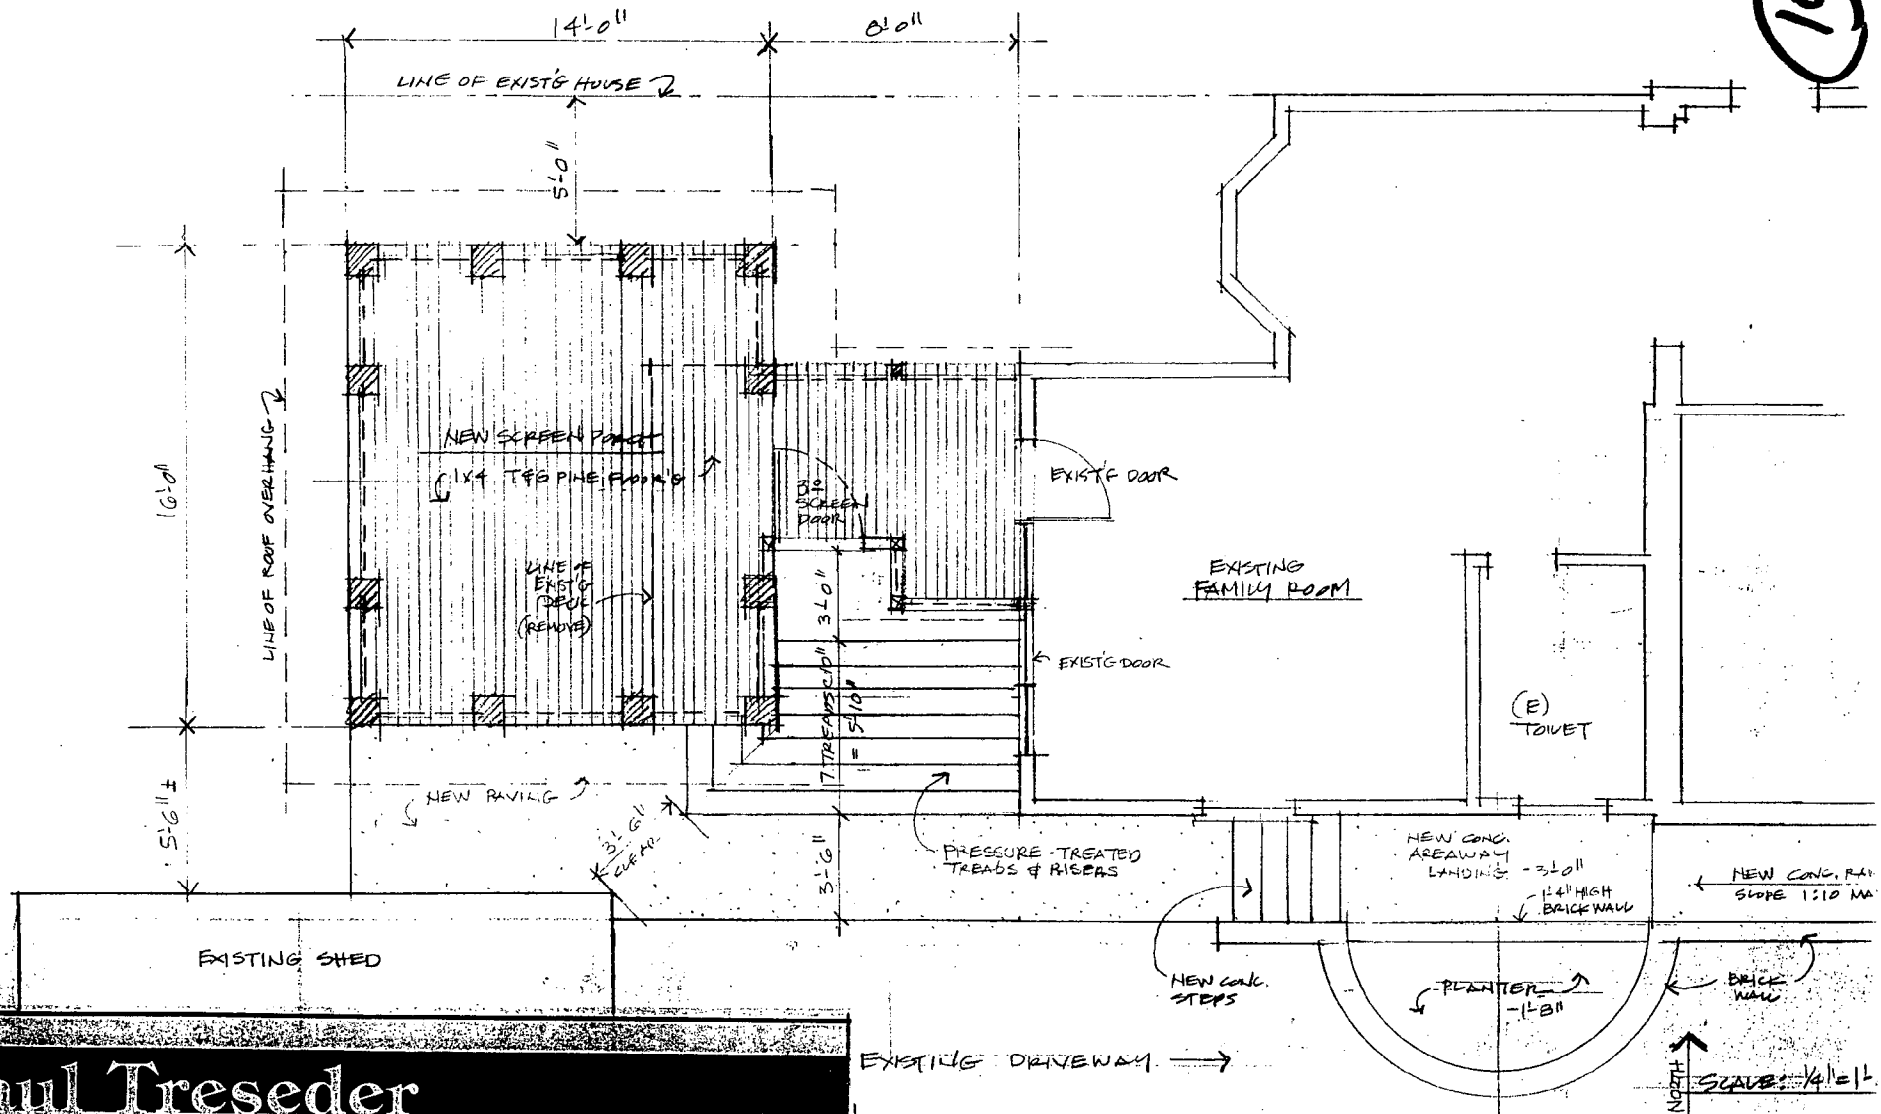 14'-0"
8'-0"
LINE OF EXIST'G HOUSE
5'-0"
16'-0"
LINE OF ROOF OVERHANG
NEW SCREEN PORCH
1x4 T&G PINE FLOOR'G
3'-0"
SCREEN
DOOR
EXIST'G DOOR
LINE OF
EXIST'G
DECK
(REMOVE)
3'-0"
EXISTING
FAMILY ROOM
EXIST'G DOOR
7 TREADS @ 10"
= 5'-10"
(E)
TOILET
NEW PAVING
5'-6" ±
3'-6"
CLEAR
3'-6"
PRESSURE-TREATED
TREADS & RISERS
NEW CONC.
AREAWAY
LANDING -3'-0"
1'-4" HIGH
BRICK WALL
NEW CONC.
SLOPE 1:10
EXISTING SHED
NEW CONC.
STEPS
PLANTER
-1'-8"
BRICK
WALL
EXISTING DRIVEWAY
NORTH
SCALE: 1/4"=1'-
aul Treseder